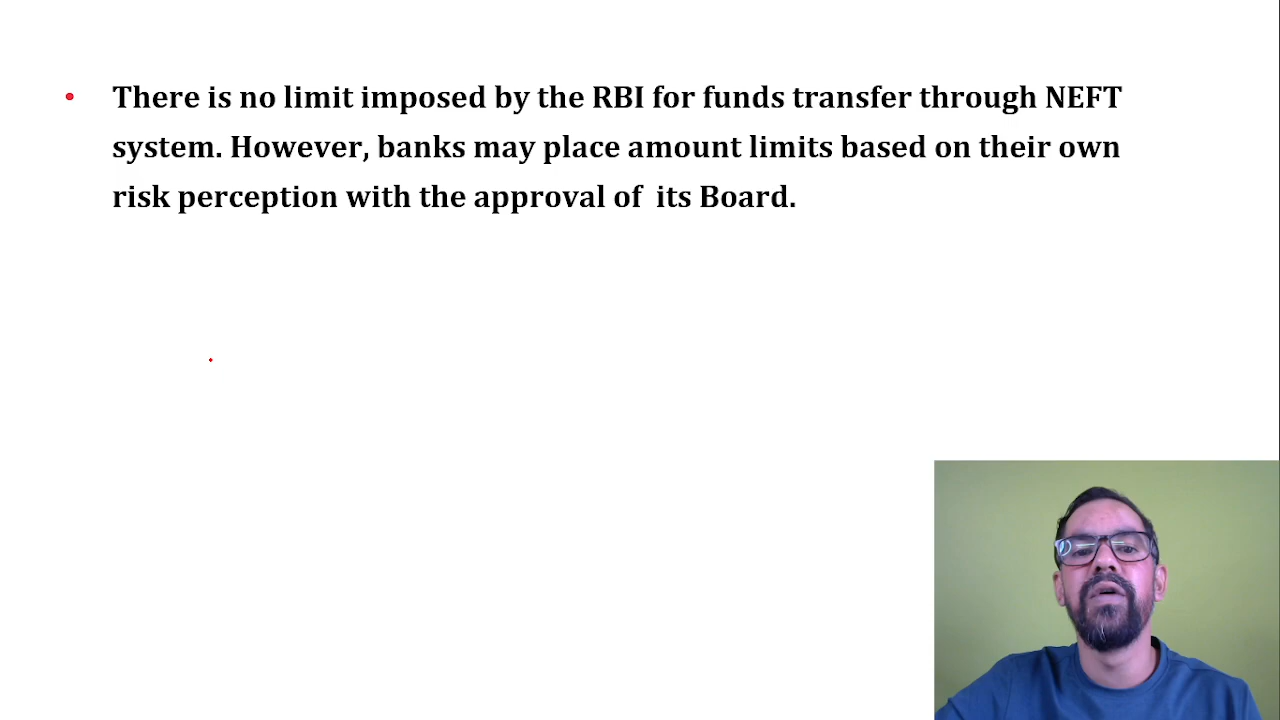 There is no limit imposed by the RBI for funds transfer through NEFT
system. However, banks may place amount limits based on their own
risk perception with the approval of its Board.